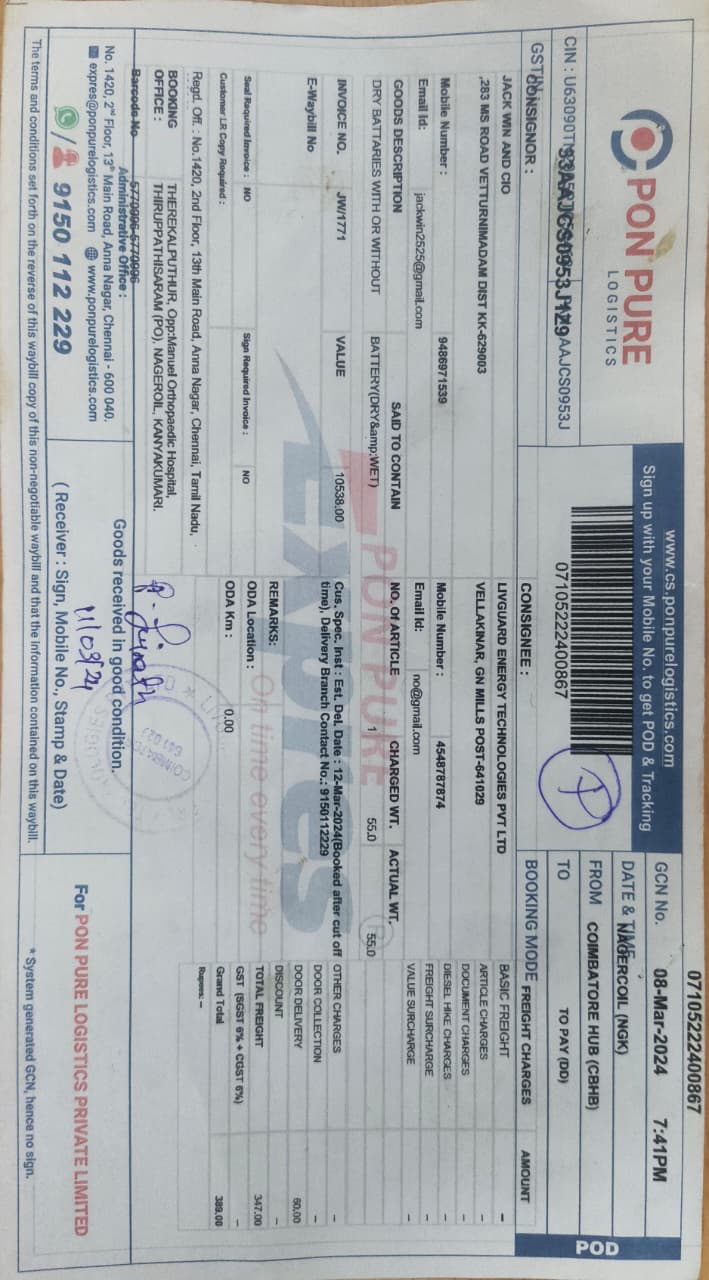 PON PURE
LOGISTICS
www.cs.ponpurelogistics.com
Sign up with your Mobile No. to get POD & Tracking
07105222400867
07105222400867
P
GCN No.
08-Mar-2024 7:41PM
DATE & TIME
FROM
NAGERCOIL (NGK)
COIMBATORE HUB (CBHB)
TO
TO PAY (DD)
POD
CIN : U63090TN
AAJCS0953J
GSTIN
33AAJCS0953J1Z9
CONSIGNOR :
JACK WIN AND CIO
,283 MS ROAD VETTURNIMADAM DIST KK-629003
Mobile Number : 9486971539
Email Id: jackwin2525@gmail.com
CONSIGNEE :
LIVGUARD ENERGY TECHNOLOGIES PVT LTD
VELLAKINAR, GN MILLS POST-641029
Mobile Number : 4548787874
Email Id: no@gmail.com
BOOKING MODE
FREIGHT CHARGES AMOUNT
BASIC FREIGHT –
ARTICLE CHARGES –
DOCUMENT CHARGES –
DIESEL HIKE CHARGES –
FREIGHT SURCHARGE –
VALUE SURCHARGE –
OTHER CHARGES –
DOOR COLLECTION –
DOOR DELIVERY 60.00
DISCOUNT –
TOTAL FREIGHT 347.00
GST (SGST 6% + CGST 6%) –
Grand Total 389.00
Rupees: –
GOODS DESCRIPTION SAID TO CONTAIN NO. Of ARTICLE CHARGED WT. ACTUAL WT.
DRY BATTARIES WITH OR WITHOUT BATTERY(DRY&amp;WET) 1 55.0 55.0
INVOICE NO. JW/1771 VALUE 10538.00
E-Waybill No
Cus. Spec. Inst : Est. Del. Date : 12-Mar-2024(Booked after cut off
time), Delivery Branch Contact No.: 9150112229
REMARKS:
ODA Location :
ODA Km : 0.00
Seal Required Invoice : NO Sign Required Invoice : NO
Customer LR Copy Required :
PON PURE
EXPRESS
On time every time
Regd. Off. : No.1420, 2nd Floor, 13th Main Road, Anna Nagar, Chennai, Tamil Nadu,
BOOKING
OFFICE :
THEREKALPUTHUR, Opp:Manuel Orthopaedic Hospital,
THIRUPPATHISARAM (PO), NAGEROIL, KANYAKUMARI.
Barcode No 5770096-5770096
Administrative Office :
No. 1420, 2nd Floor, 13th Main Road, Anna Nagar, Chennai - 600 040.
expres@ponpurelogistics.com www.ponpurelogistics.com
9150 112 229
Goods received in good condition.
11/03/24
( Receiver : Sign, Mobile No., Stamp & Date)
For PON PURE LOGISTICS PRIVATE LIMITED
* System generated GCN, hence no sign.
The terms and conditions set forth on the reverse of this waybill copy of this non-negotiable waybill and that the information contained on this waybill.